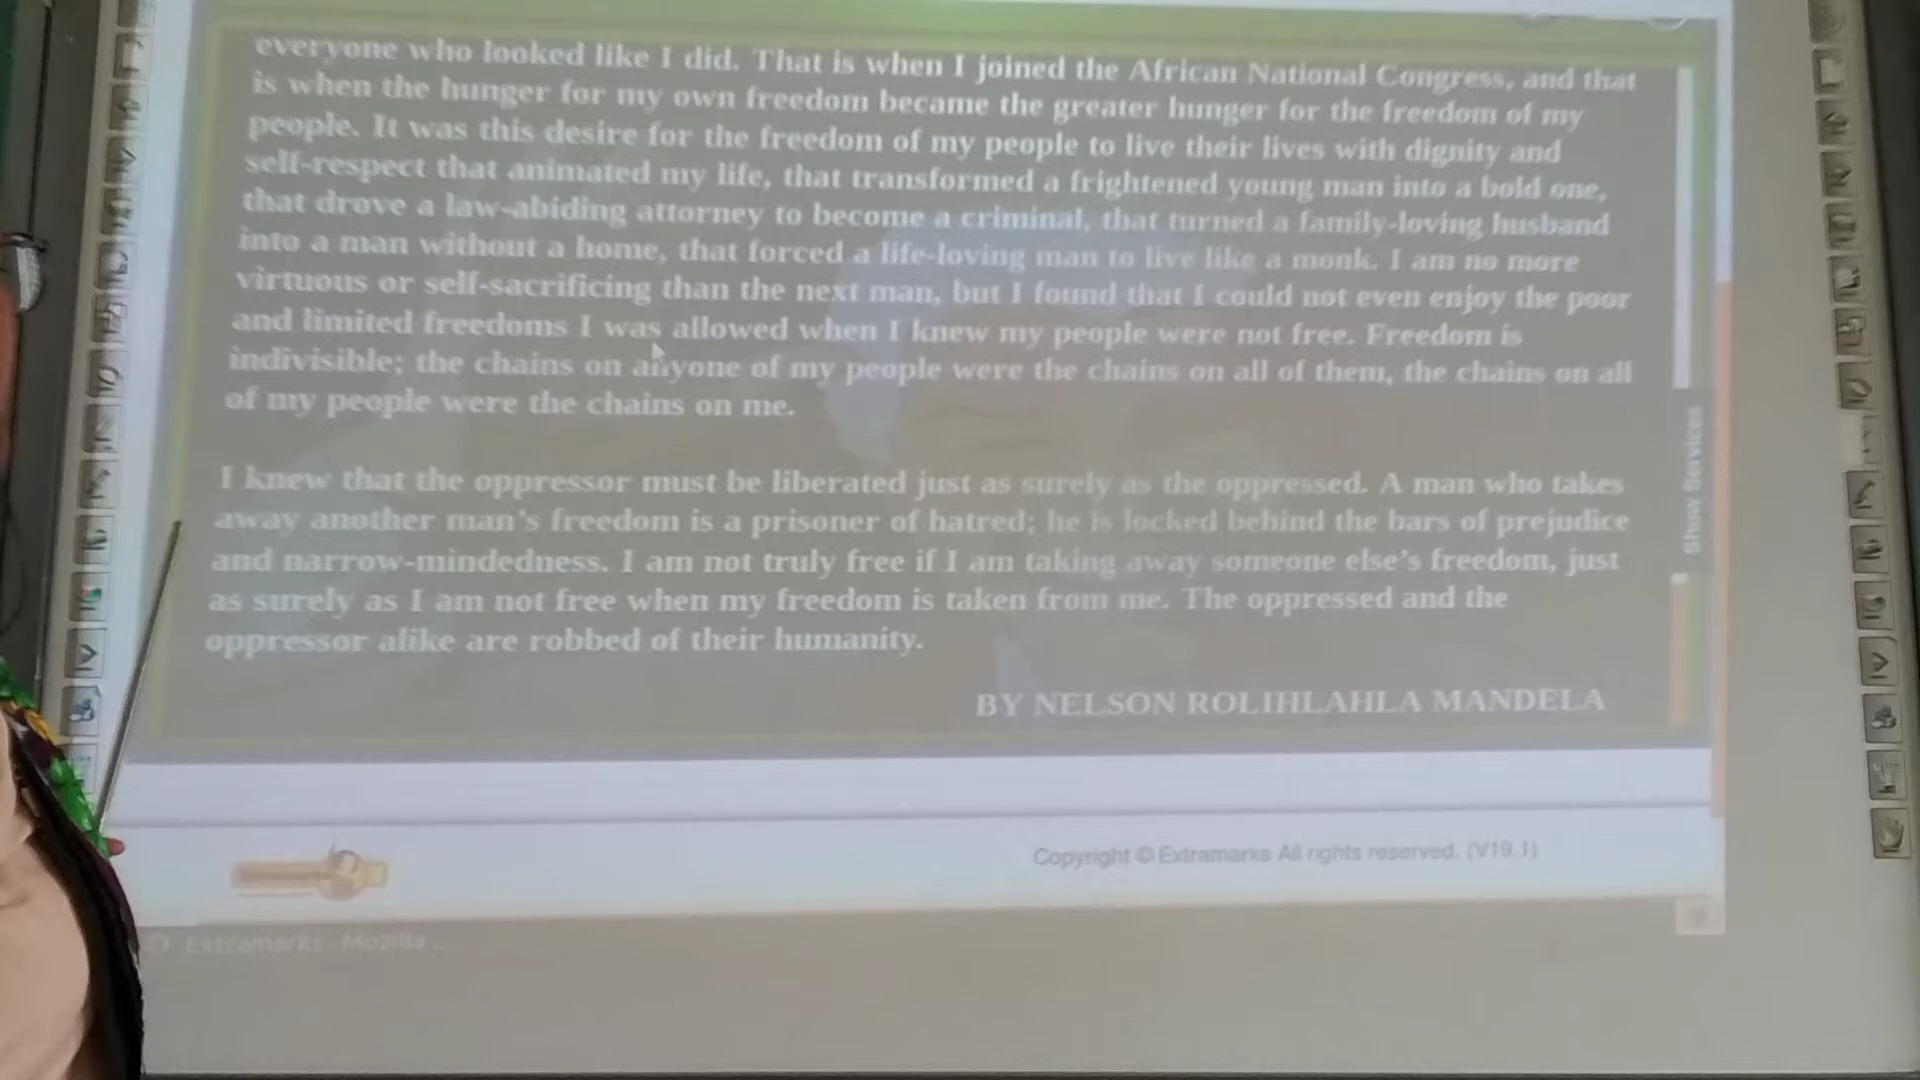 everyone who looked like I did. That is when I joined the African National Congress, and that
is when the hunger for my own freedom became the greater hunger for the freedom of my
people. It was this desire for the freedom of my people to live their lives with dignity and
self-respect that animated my life, that transformed a frightened young man into a bold one,
that drove a law-abiding attorney to become a criminal, that turned a family-loving husband
into a man without a home, that forced a life-loving man to live like a monk. I am no more
virtuous or self-sacrificing than the next man, but I found that I could not even enjoy the poor
and limited freedoms I was allowed when I knew my people were not free. Freedom is
indivisible; the chains on anyone of my people were the chains on all of them, the chains on all
of my people were the chains on me.
I knew that the oppressor must be liberated just as surely as the oppressed. A man who takes
away another man's freedom is a prisoner of hatred; he is locked behind the bars of prejudice
and narrow-mindedness. I am not truly free if I am taking away someone else's freedom, just
as surely as I am not free when my freedom is taken from me. The oppressed and the
oppressor alike are robbed of their humanity.
BY NELSON ROLIHLAHLA MANDELA
Show Services
Copyright © Extramarks All rights reserved. (V19.1)
Extramarks Mozilla ..